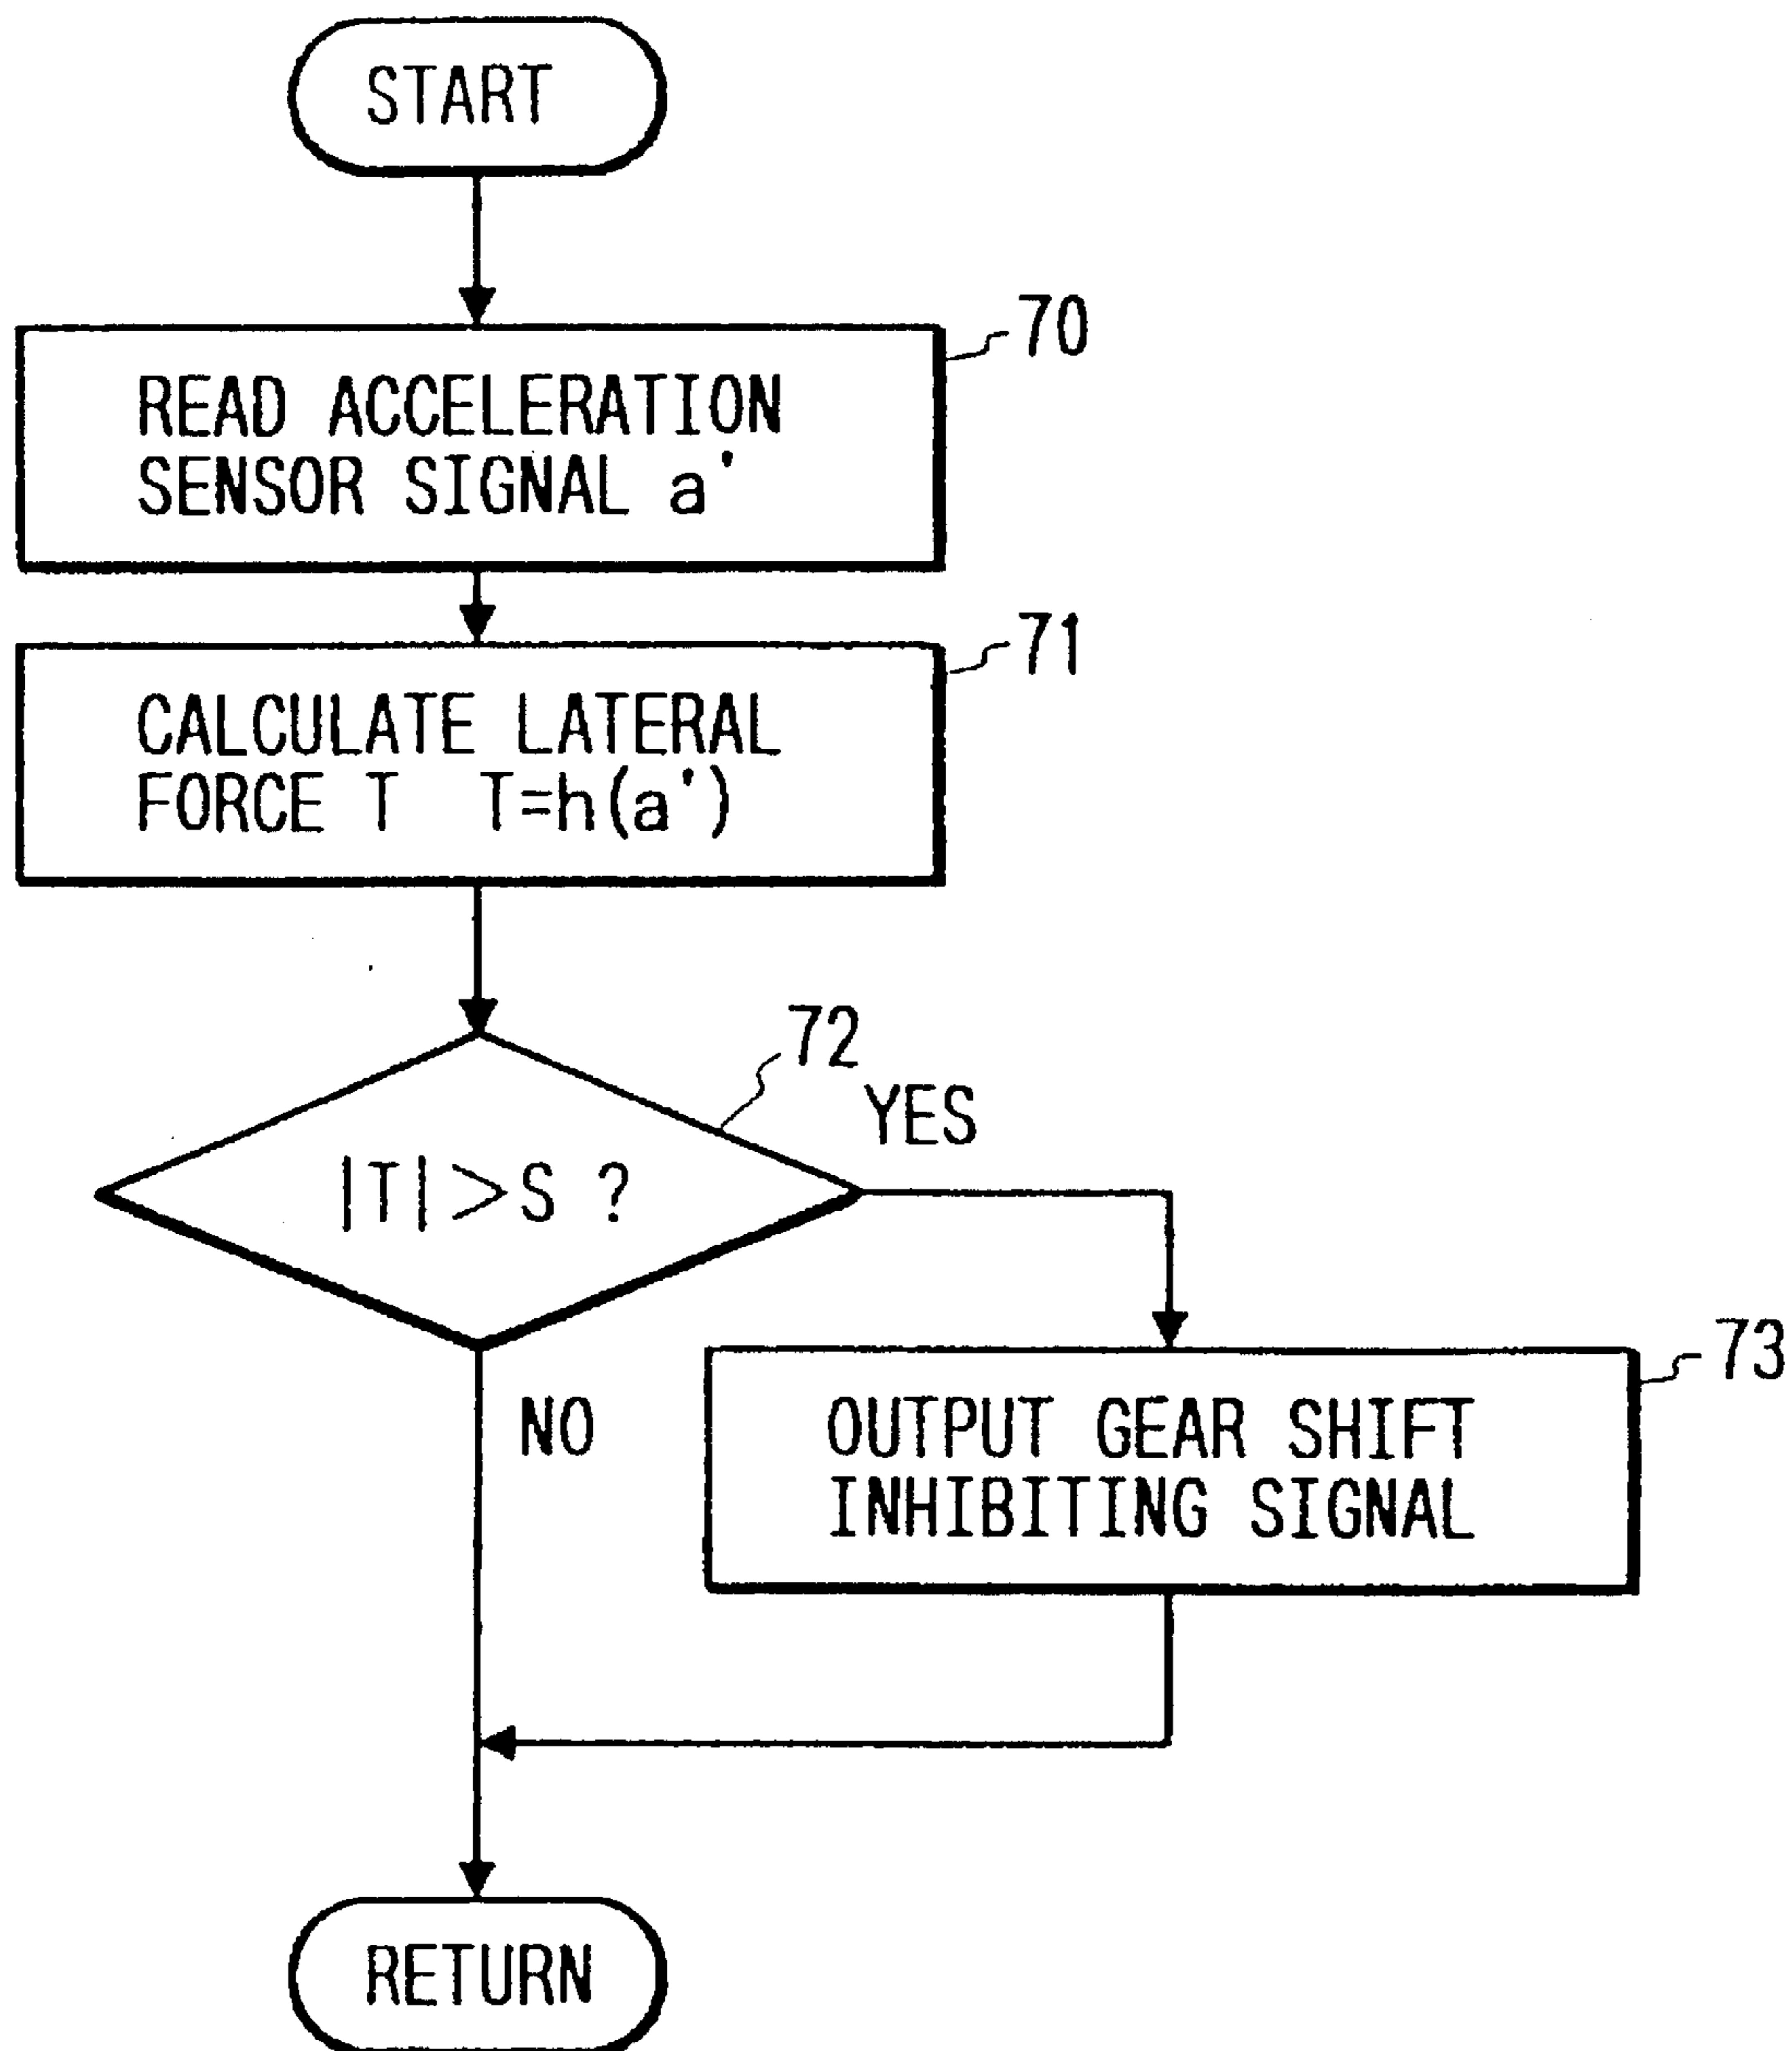 START
70
READ ACCELERATION
SENSOR SIGNAL a'
71
CALCULATE LATERAL
FORCE T T=h(a')
72
YES
|T|>S ?
73
NO
OUTPUT GEAR SHIFT
INHIBITING SIGNAL
RETURN